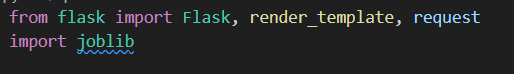 from flask import Flask, render_template, request
import joblib